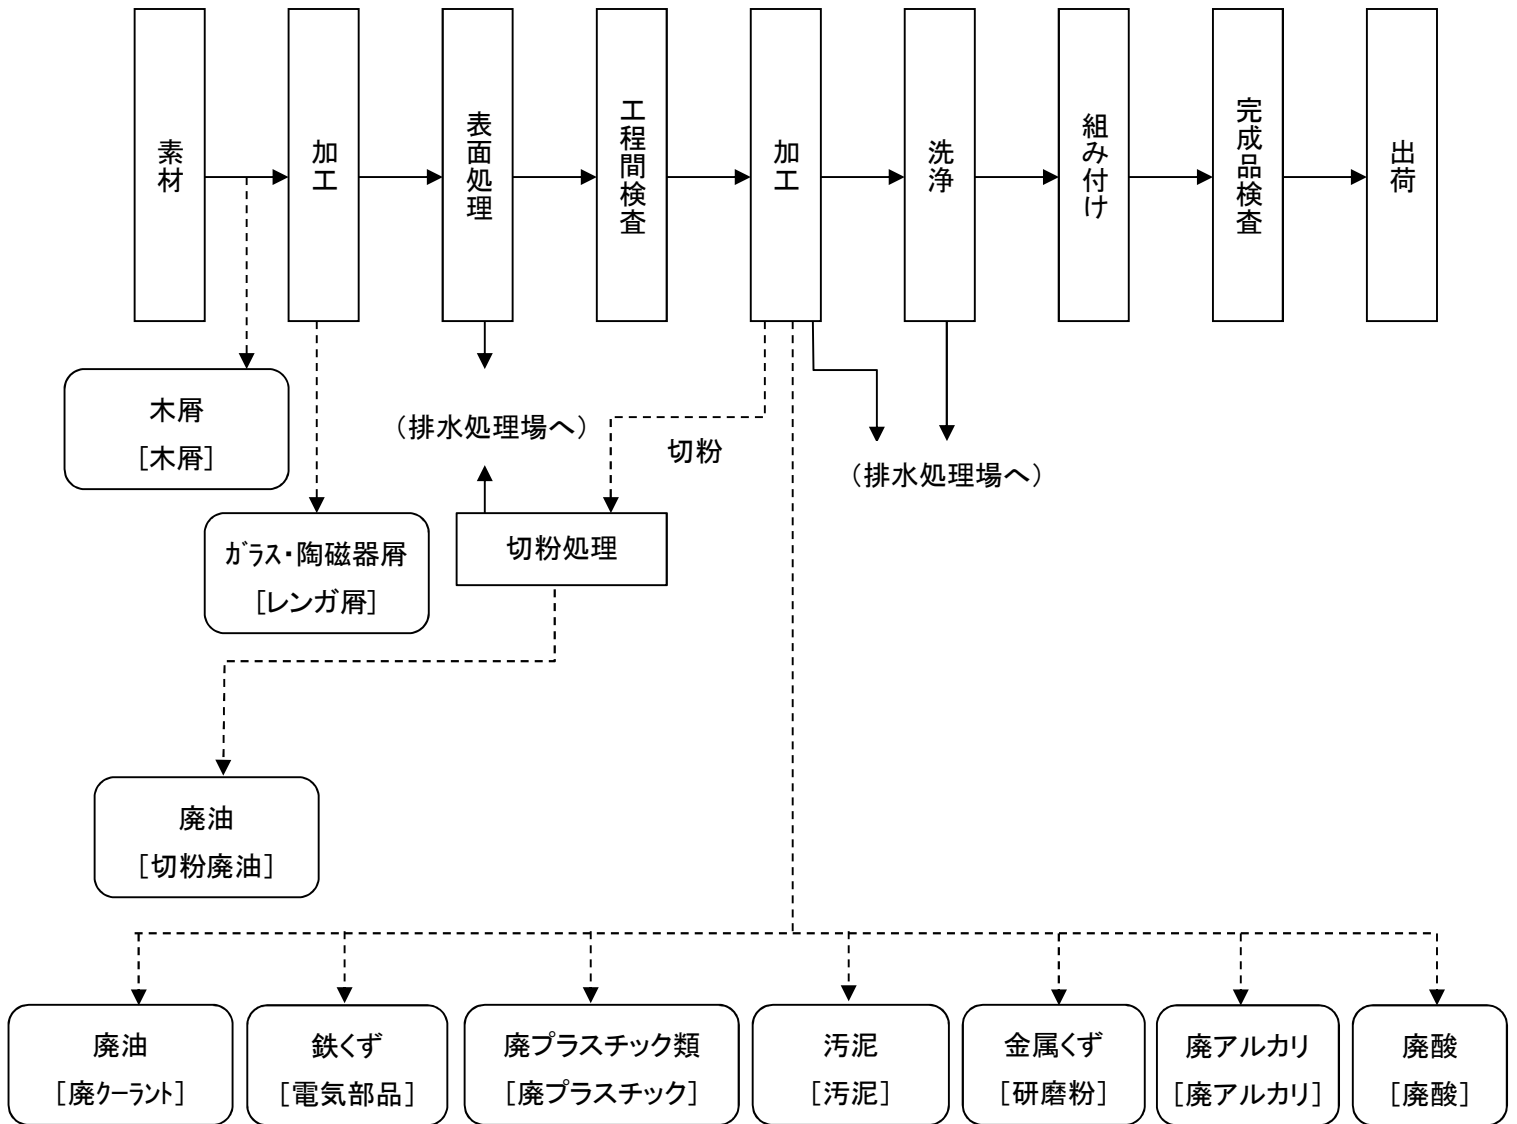 素材
加工
表面処理
工程間検査
加工
洗浄
組み付け
完成品検査
出荷
木屑
[木屑]
(排水処理場へ)
切粉
(排水処理場へ)
ｶﾞﾗｽ・陶磁器屑
[レンガ屑]
切粉処理
廃油
[切粉廃油]
廃油
[廃ｸｰﾗﾝﾄ]
鉄くず
[電気部品]
廃プラスチック類
[廃プラスチック]
汚泥
[汚泥]
金属くず
[研磨粉]
廃アルカリ
[廃アルカリ]
廃酸
[廃酸]